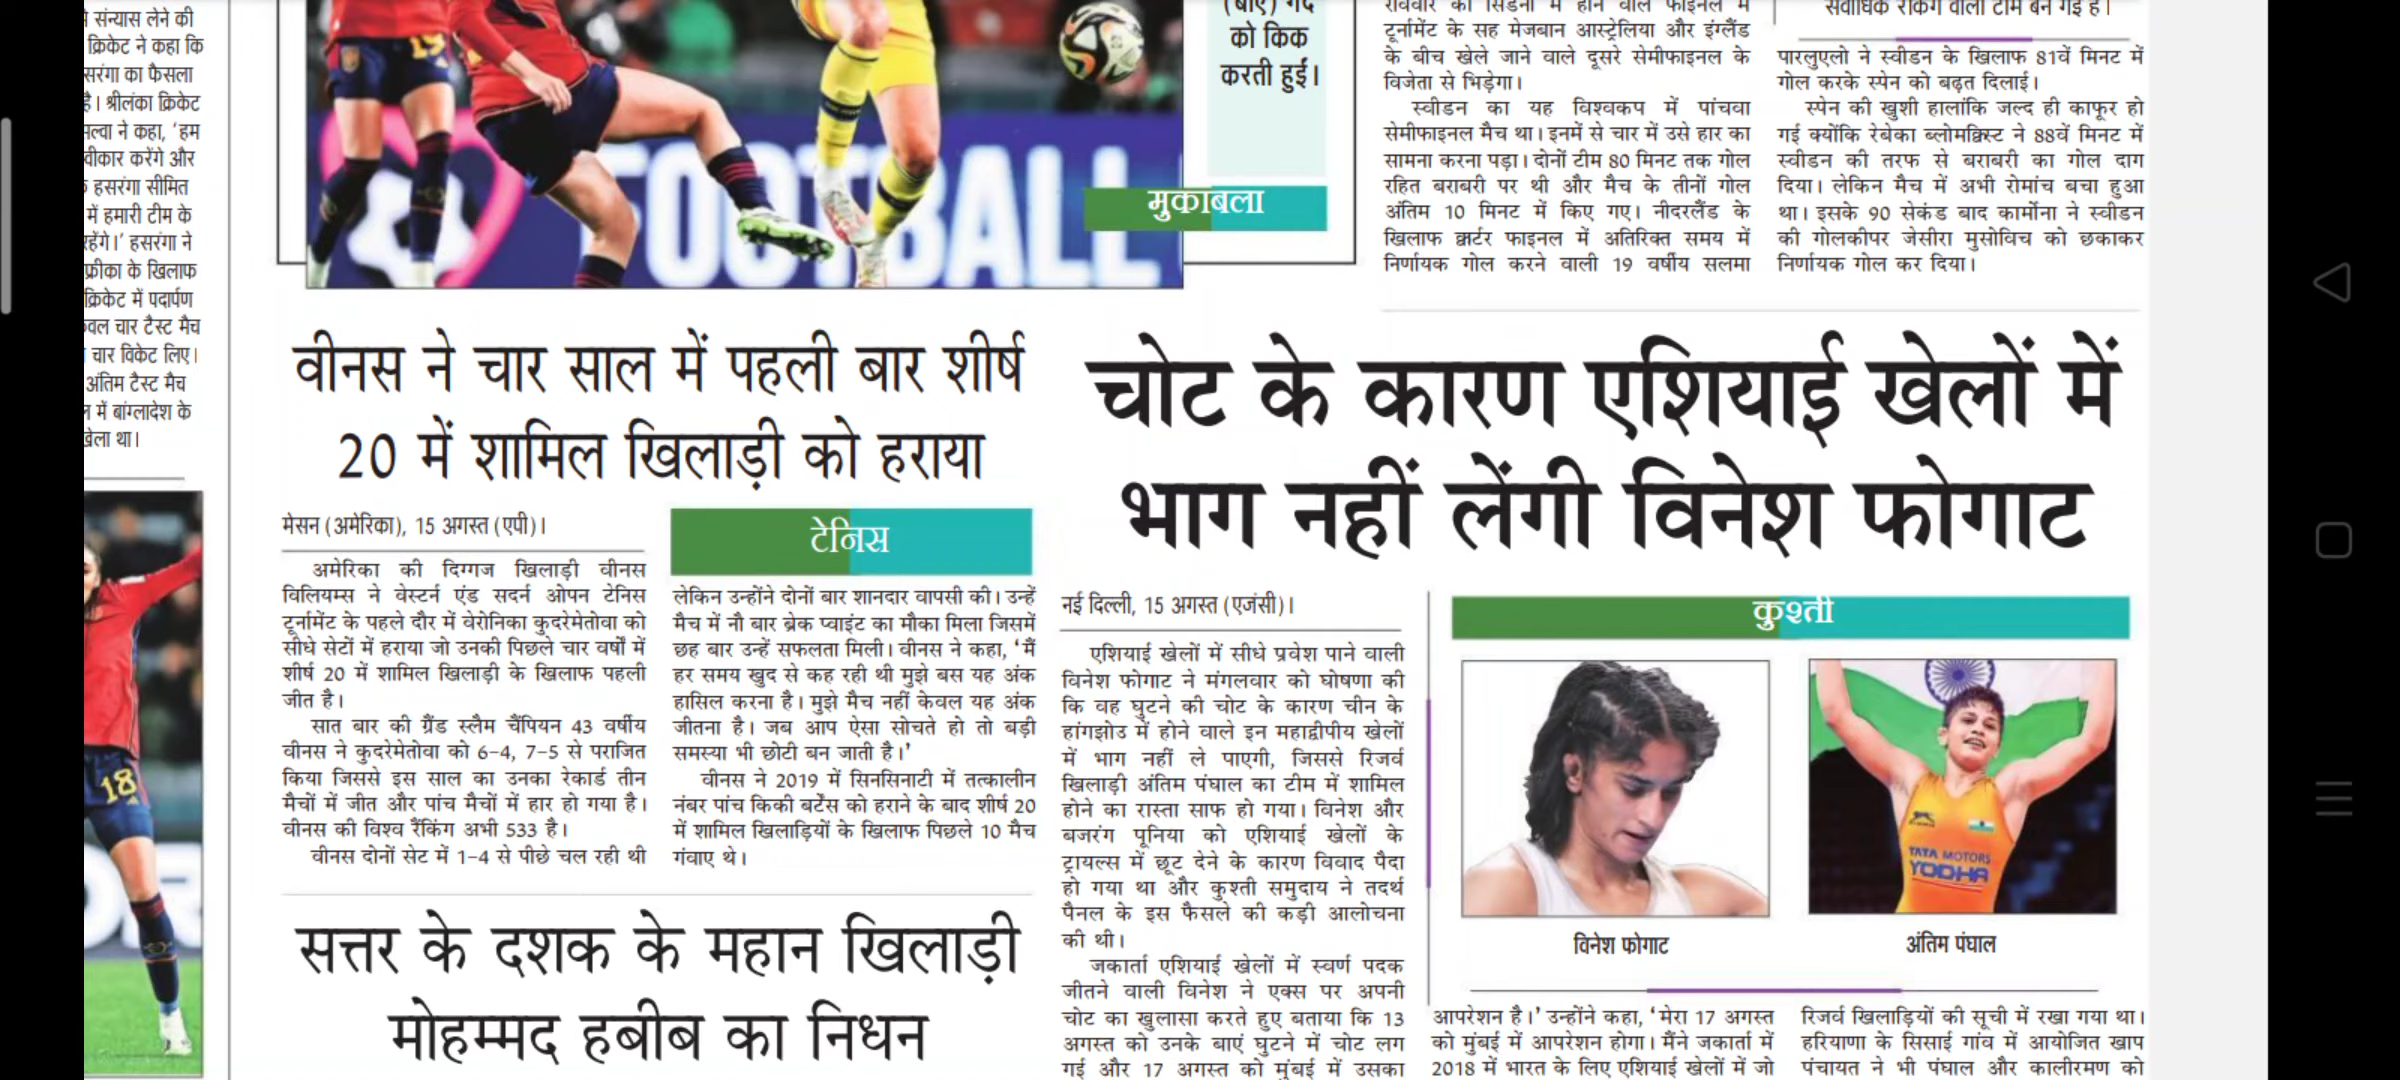 संन्यास लेने की
क्रिकेट ने कहा कि
का फैसला
है। श्रीलंका क्रिकेट
ने कहा, 'हम
करेंगे और
हसरंगा सीमित
में हमारी टीम के
हसरंगा ने
के खिलाफ
क्रिकेट में पदार्पण
चार टैस्ट मैच
चार विकेट लिए।
अंतिम टैस्ट मैच
में बांग्लादेश के
था।
18
15
FOOTBALL
को किक
करती हुईं।
मुकाबला
टूर्नामेंट के सह मेजबान आस्ट्रेलिया और इंग्लैंड
के बीच खेले जाने वाले दूसरे सेमीफाइनल के
विजेता से भिड़ेगा।
स्वीडन का यह विश्वकप में पांचवा
सेमीफाइनल मैच था। इनमें से चार में उसे हार का
सामना करना पड़ा। दोनों टीम 80 मिनट तक गोल
रहित बराबरी पर थी और मैच के तीनों गोल
अंतिम 10 मिनट में किए गए। नीदरलैंड के
खिलाफ क्वार्टर फाइनल में अतिरिक्त समय में
निर्णायक गोल करने वाली 19 वर्षीय सलमा
पारलुएलो ने स्वीडन के खिलाफ 81वें मिनट में
गोल करके स्पेन को बढ़त दिलाई।
स्पेन की खुशी हालांकि जल्द ही काफूर हो
गई क्योंकि रेबेका ब्लोमक्विस्ट ने 88वें मिनट में
स्वीडन की तरफ से बराबरी का गोल दाग
दिया। लेकिन मैच में अभी रोमांच बचा हुआ
था। इसके 90 सेकंड बाद कार्मोना ने स्वीडन
की गोलकीपर जेसीरा मुसोविच को छकाकर
निर्णायक गोल कर दिया।
वीनस ने चार साल में पहली बार शीर्ष
20 में शामिल खिलाड़ी को हराया
मेसन (अमेरिका), 15 अगस्त (एपी)।
टेनिस
अमेरिका की दिग्गज खिलाड़ी वीनस
विलियम्स ने वेस्टर्न एंड सदर्न ओपन टेनिस
टूर्नामेंट के पहले दौर में वेरोनिका कुदरेमेतोवा को
सीधे सेटों में हराया जो उनकी पिछले चार वर्षों में
शीर्ष 20 में शामिल खिलाड़ी के खिलाफ पहली
जीत है।
सात बार की ग्रैंड स्लैम चैंपियन 43 वर्षीय
वीनस ने कुदरेमेतोवा को 6-4, 7-5 से पराजित
किया जिससे इस साल का उनका रेकार्ड तीन
मैचों में जीत और पांच मैचों में हार हो गया है।
वीनस की विश्व रैंकिंग अभी 533 है।
वीनस दोनों सेट में 1-4 से पीछे चल रही थी
लेकिन उन्होंने दोनों बार शानदार वापसी की। उन्हें
मैच में नौ बार ब्रेक प्वाइंट का मौका मिला जिसमें
छह बार उन्हें सफलता मिली। वीनस ने कहा, 'मैं
हर समय खुद से कह रही थी मुझे बस यह अंक
हासिल करना है। मुझे मैच नहीं केवल यह अंक
जीतना है। जब आप ऐसा सोचते हो तो बड़ी
समस्या भी छोटी बन जाती है।'
वीनस ने 2019 में सिनसिनाटी में तत्कालीन
नंबर पांच किकी बर्टेंस को हराने के बाद शीर्ष 20
में शामिल खिलाड़ियों के खिलाफ पिछले 10 मैच
गंवाए थे।
सत्तर के दशक के महान खिलाड़ी
मोहम्मद हबीब का निधन
चोट के कारण एशियाई खेलों में
भाग नहीं लेंगी विनेश फोगाट
नई दिल्ली, 15 अगस्त (एजंसी)।
एशियाई खेलों में सीधे प्रवेश पाने वाली
विनेश फोगाट ने मंगलवार को घोषणा की
कि वह घुटने की चोट के कारण चीन के
हांगझोउ में होने वाले इन महाद्वीपीय खेलों
में भाग नहीं ले पाएगी, जिससे रिजर्व
खिलाड़ी अंतिम पंघाल का टीम में शामिल
होने का रास्ता साफ हो गया। विनेश और
बजरंग पूनिया को एशियाई खेलों के
ट्रायल्स में छूट देने के कारण विवाद पैदा
हो गया था और कुश्ती समुदाय ने तदर्थ
पैनल के इस फैसले की कड़ी आलोचना
की थी।
जकार्ता एशियाई खेलों में स्वर्ण पदक
जीतने वाली विनेश ने एक्स पर अपनी
चोट का खुलासा करते हुए बताया कि 13
अगस्त को उनके बाएं घुटने में चोट लग
गई और 17 अगस्त को मुंबई में उसका
कुश्ती
TATA MOTORS
YODHA
विनेश फोगाट
अंतिम पंघाल
आपरेशन है।' उन्होंने कहा, 'मेरा 17 अगस्त
को मुंबई में आपरेशन होगा। मैंने जकार्ता में
2018 में भारत के लिए एशियाई खेलों में जो
रिजर्व खिलाड़ियों की सूची में रखा गया था।
हरियाणा के सिसाई गांव में आयोजित खाप
पंचायत ने भी पंघाल और कालीरमण को